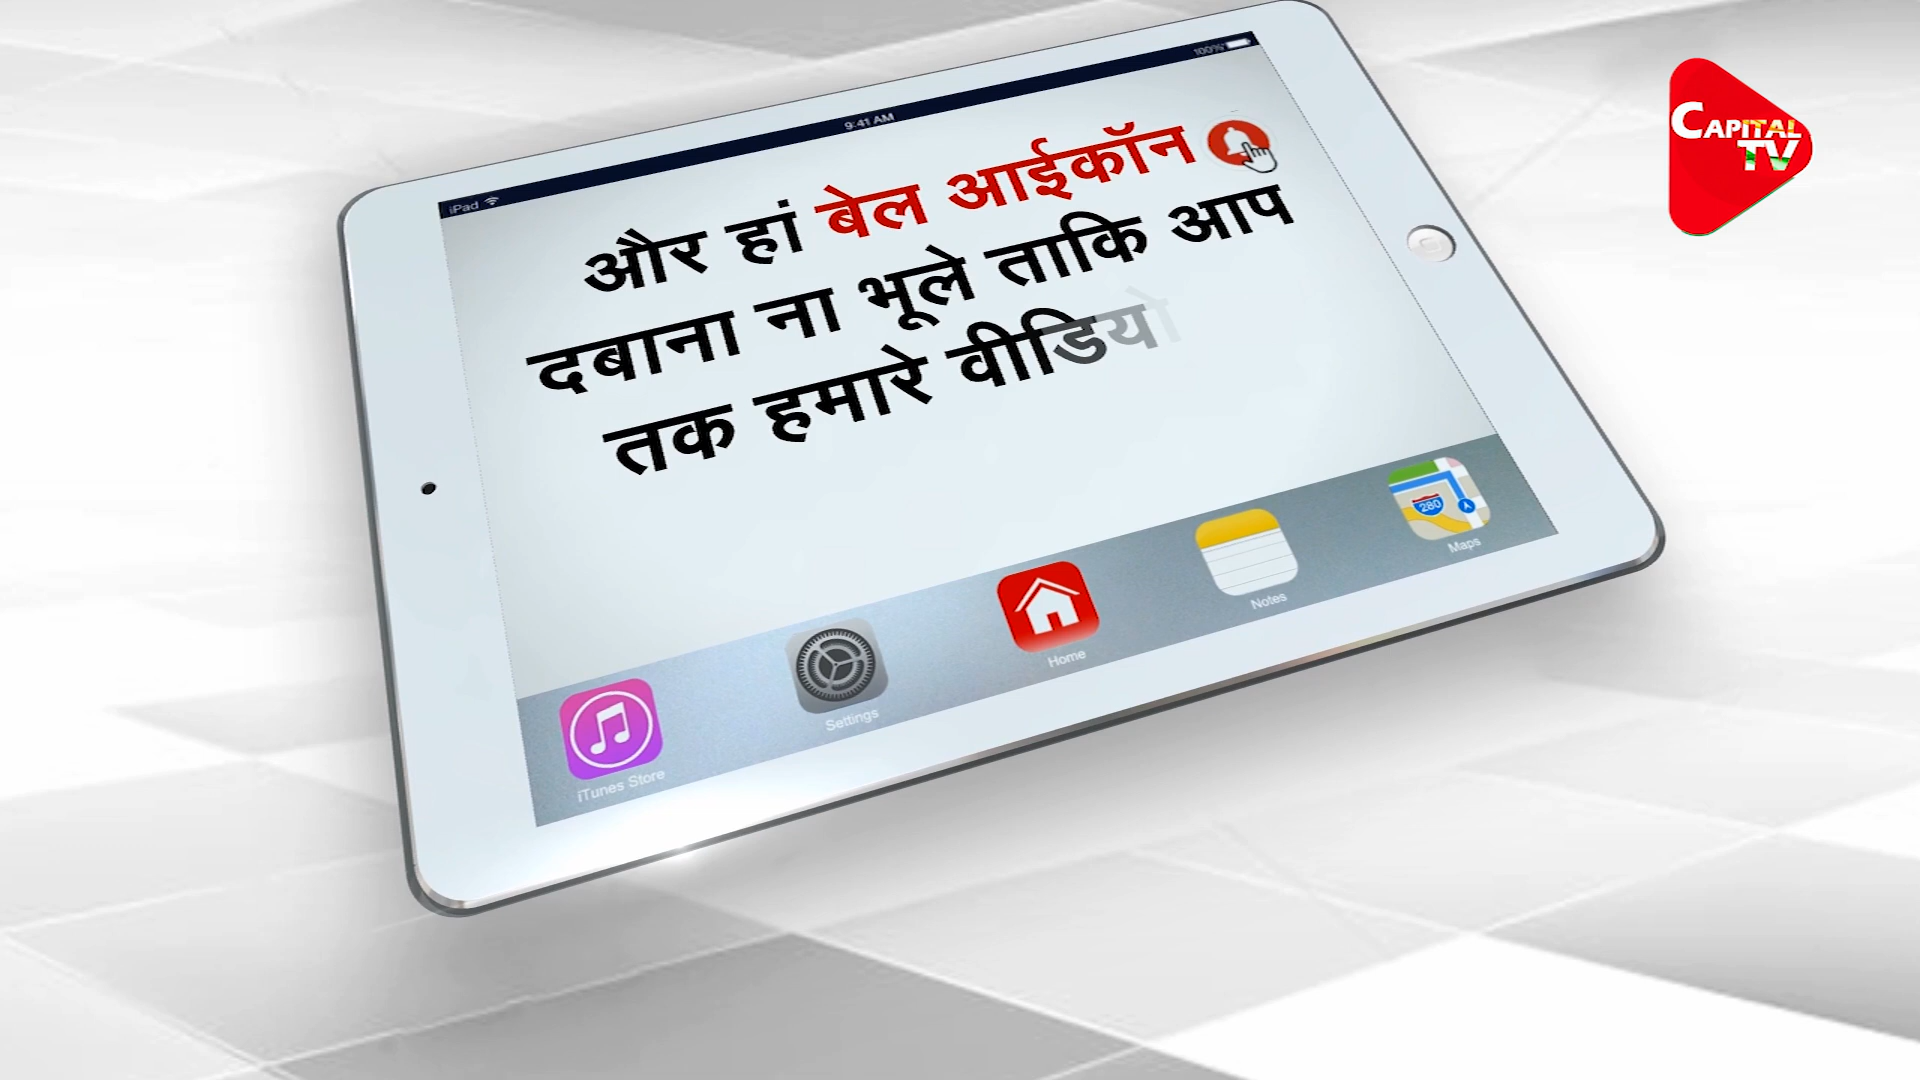 iPad
9:41 AM
100%
और हां बेल आईकॉन
दबाना ना भूले ताकि आप
तक हमारे वीडियो
iTunes Store
Settings
Home
Notes
280
Maps
CAPITAL
TV